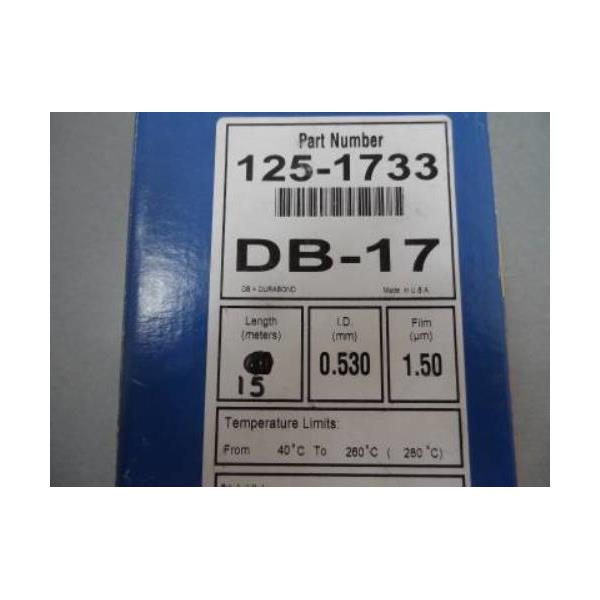 Part Number
125-1733
DB-17
DB = DURABOND Made in U.S.A.
Length (meters) I.D. (mm) Film (µm)
15 0.530 1.50
Temperature Limits:
From 40°C To 260°C ( 280°C)